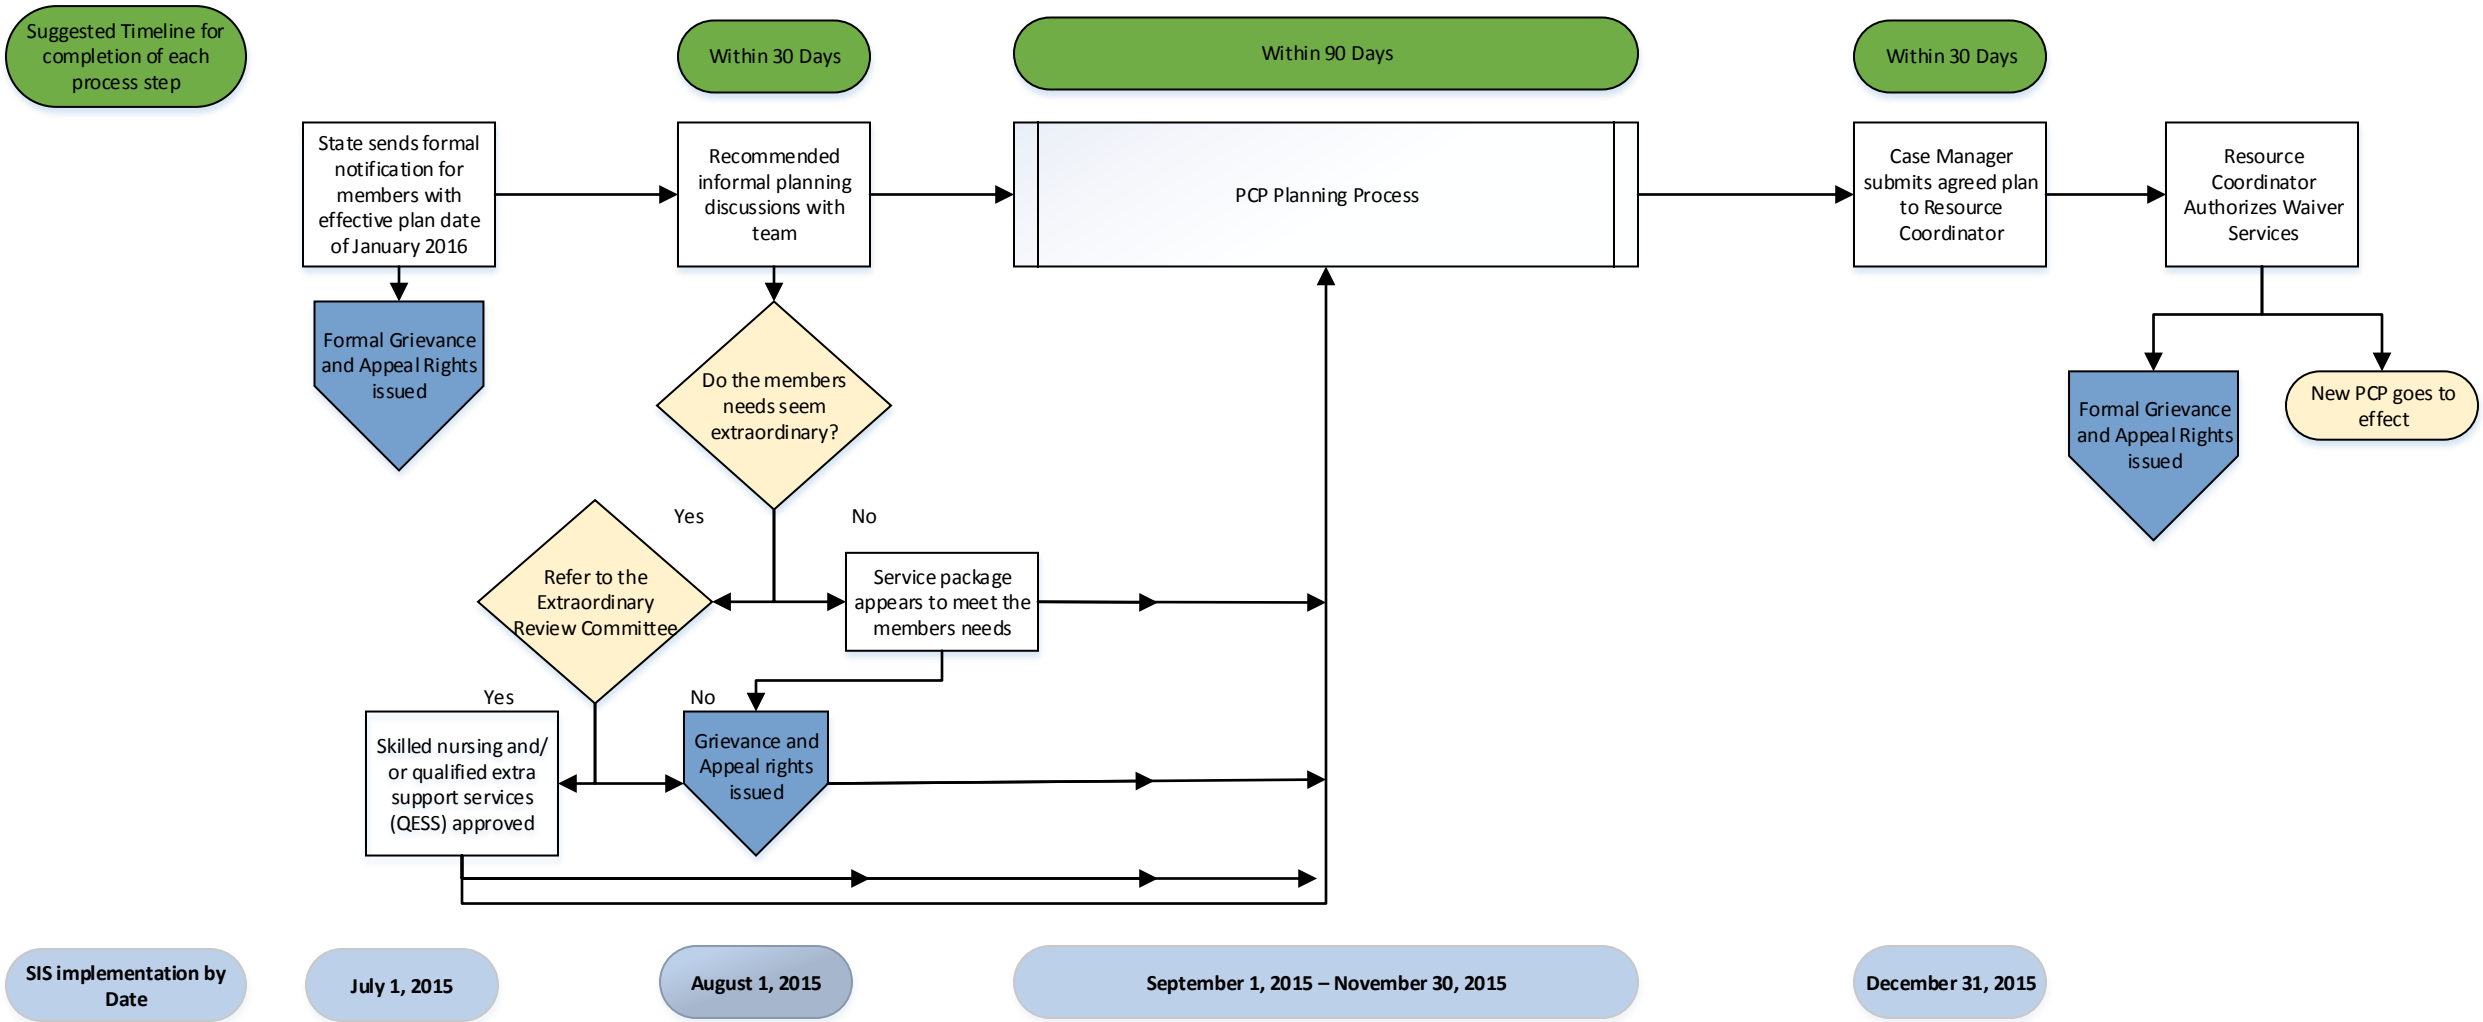 Suggested Timeline for
completion of each
process step
Within 30 Days
Within 90 Days
Within 30 Days
State sends formal
notification for
members with
effective plan date
of January 2016
Recommended
informal planning
discussions with
team
PCP Planning Process
Case Manager
submits agreed plan
to Resource
Coordinator
Resource
Coordinator
Authorizes Waiver
Services
Formal Grievance
and Appeal Rights
issued
Do the members
needs seem
extraordinary?
Formal Grievance
and Appeal Rights
issued
New PCP goes to
effect
Yes
No
Refer to the
Extraordinary
Review Committee
Service package
appears to meet the
members needs
Yes
No
Skilled nursing and/
or qualified extra
support services
(QESS) approved
Grievance and
Appeal rights
issued
SIS implementation by
Date
July 1, 2015
August 1, 2015
September 1, 2015 – November 30, 2015
December 31, 2015